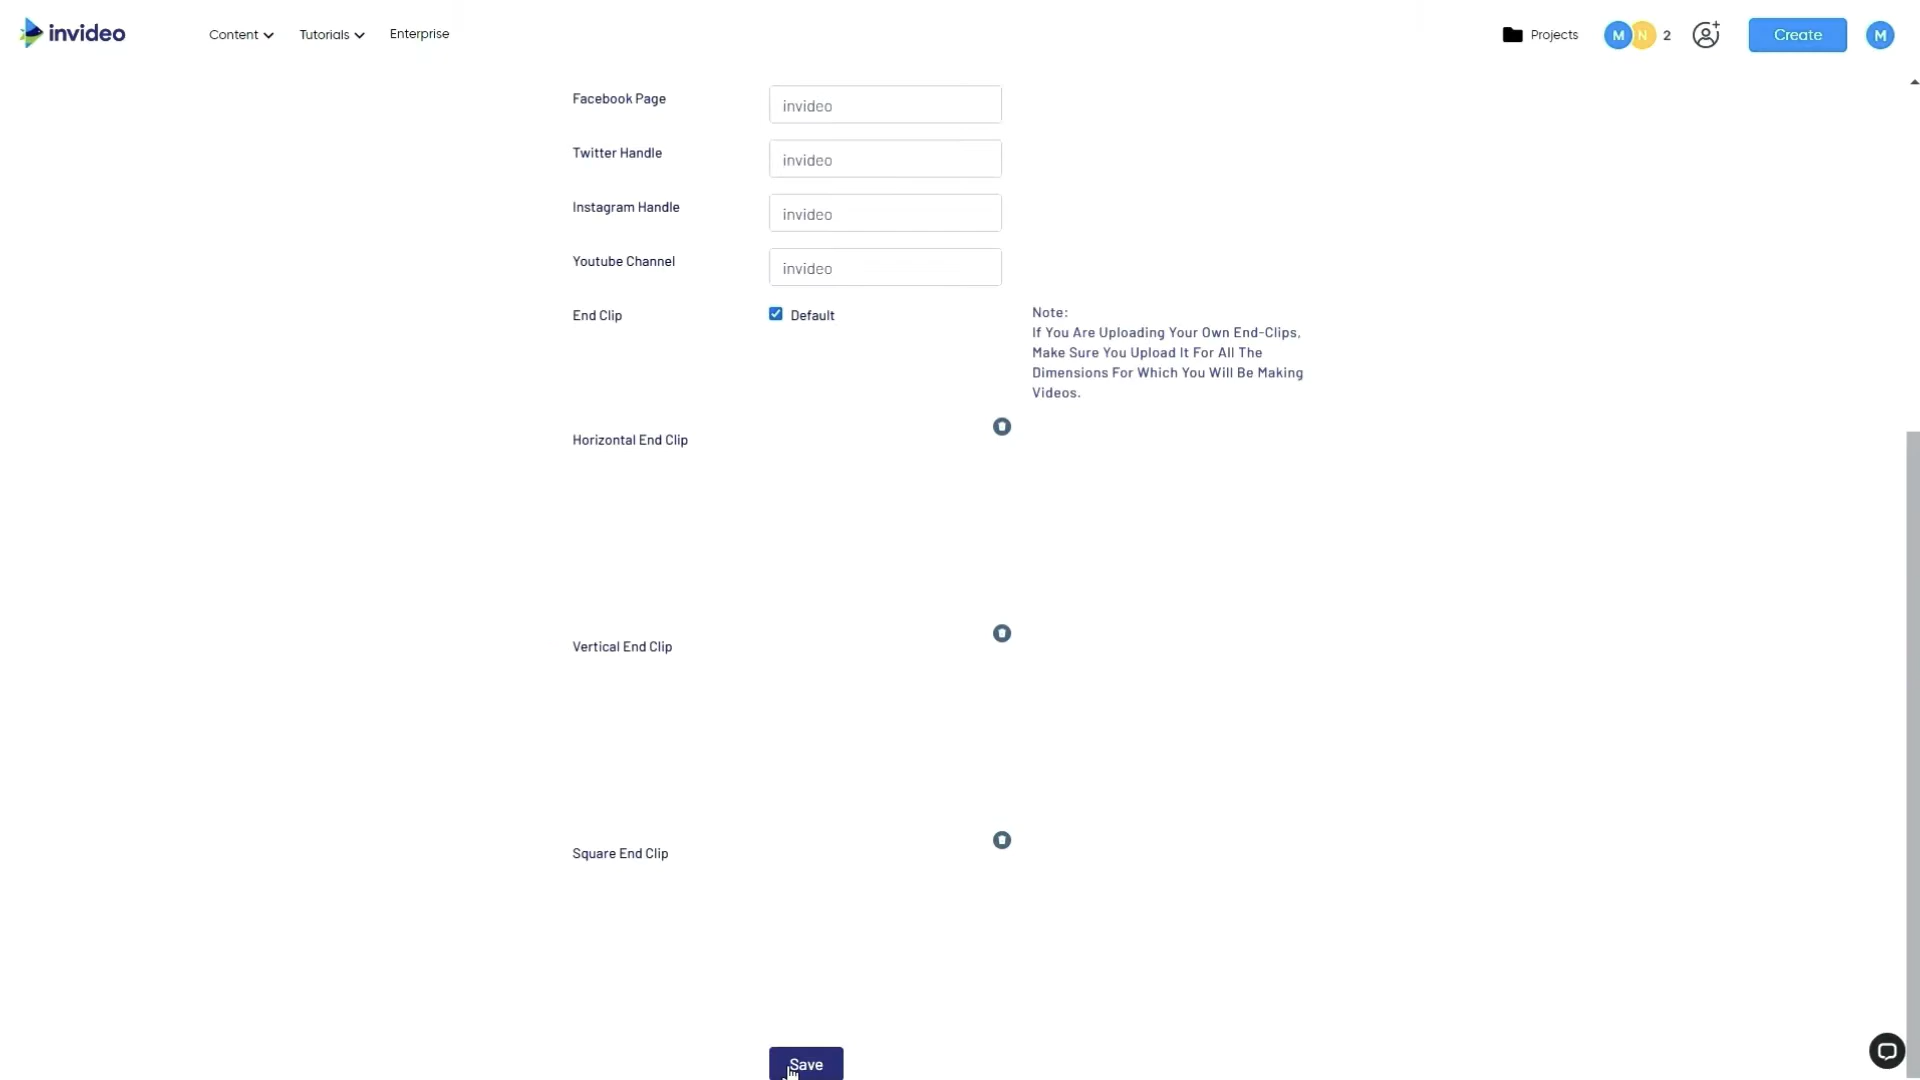 invideo
Content
Tutorials
Enterprise
Projects
M
N
2
Create
M
Facebook Page
invideo
Twitter Handle
invideo
Instagram Handle
invideo
Youtube Channel
invideo
End Clip
Default
Note:
If You Are Uploading Your Own End-Clips,
Make Sure You Upload It For All The
Dimensions For Which You Will Be Making
Videos.
Horizontal End Clip
Vertical End Clip
Square End Clip
Save